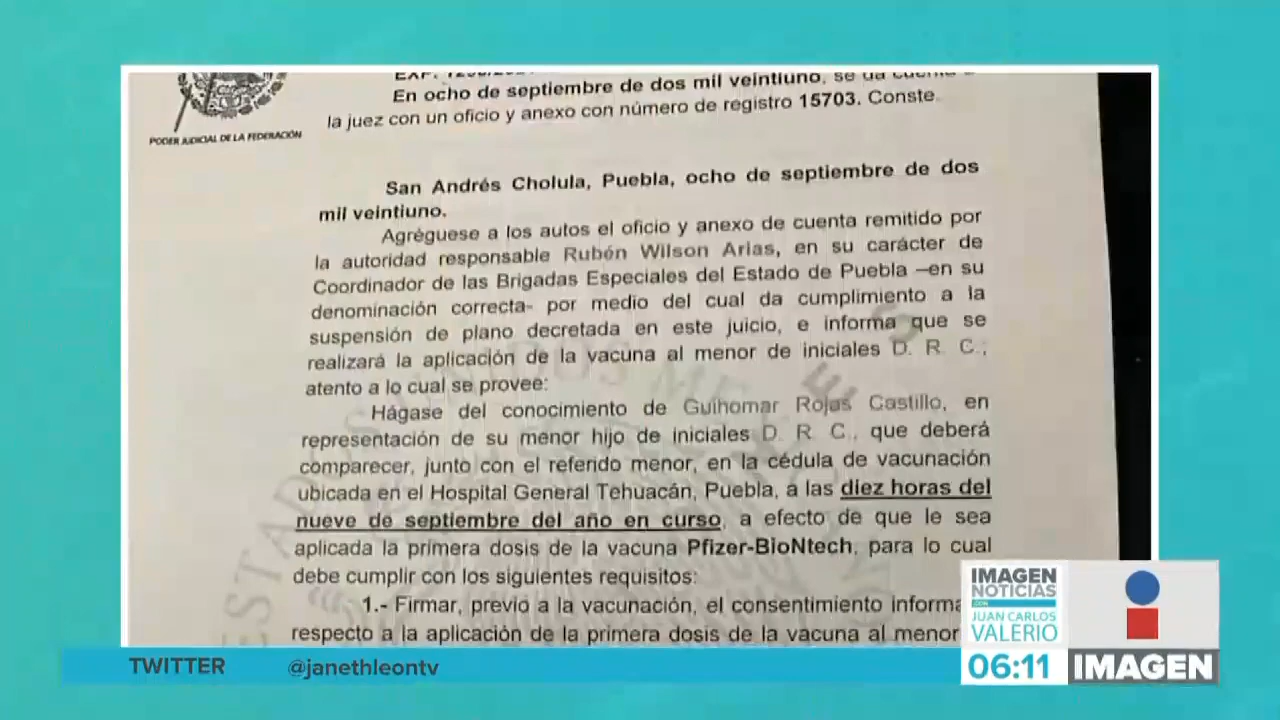 En ocho de septiembre de dos mil veintiuno, se da cuenta a
la juez con un oficio y anexo con número de registro 15703. Conste.
PODER JUDICIAL DE LA FEDERACIÓN
San Andrés Cholula, Puebla, ocho de septiembre de dos
mil veintiuno.
Agréguese a los autos el oficio y anexo de cuenta remitido por
la autoridad responsable Rubén Wilson Arias, en su carácter de
Coordinador de las Brigadas Especiales del Estado de Puebla –en su
denominación correcta- por medio del cual da cumplimiento a la
suspensión de plano decretada en este juicio, e informa que se
realizará la aplicación de la vacuna al menor de iniciales D. R. C.,
atento a lo cual se provee:
Hágase del conocimiento de Guihomar Rojas Castillo, en
representación de su menor hijo de iniciales D. R. C., que deberá
comparecer, junto con el referido menor, en la cédula de vacunación
ubicada en el Hospital General Tehuacán, Puebla, a las diez horas del
nueve de septiembre del año en curso, a efecto de que le sea
aplicada la primera dosis de la vacuna Pfizer-BioNtech, para lo cual
debe cumplir con los siguientes requisitos:
1.- Firmar, previo a la vacunación, el consentimiento informa
respecto a la aplicación de la primera dosis de la vacuna al menor
IMAGEN
NOTICIAS
CON
JUAN CARLOS
VALERIO
06:11 IMAGEN
TWITTER @janethleontv